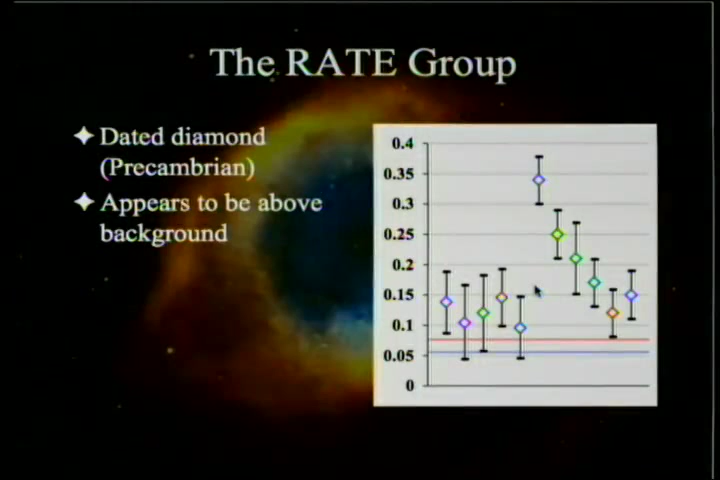 The RATE Group
Dated diamond
(Precambrian)
Appears to be above
background
0.4
0.35
0.3
0.25
0.2
0.15
0.1
0.05
0